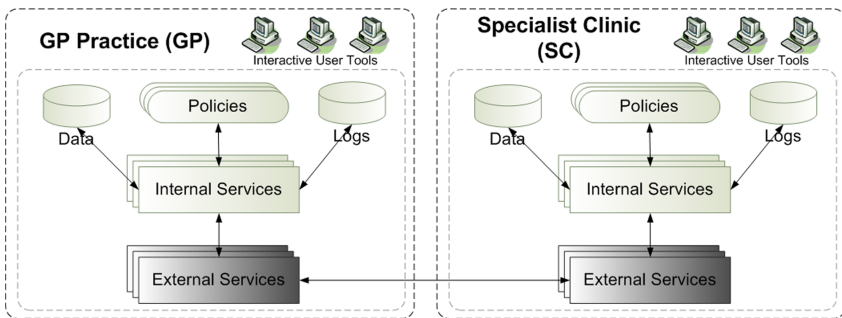 GP Practice (GP)
Interactive User Tools
Policies
Data
Logs
Internal Services
External Services
Specialist Clinic
(SC)
Interactive User Tools
Policies
Data
Logs
Internal Services
External Services